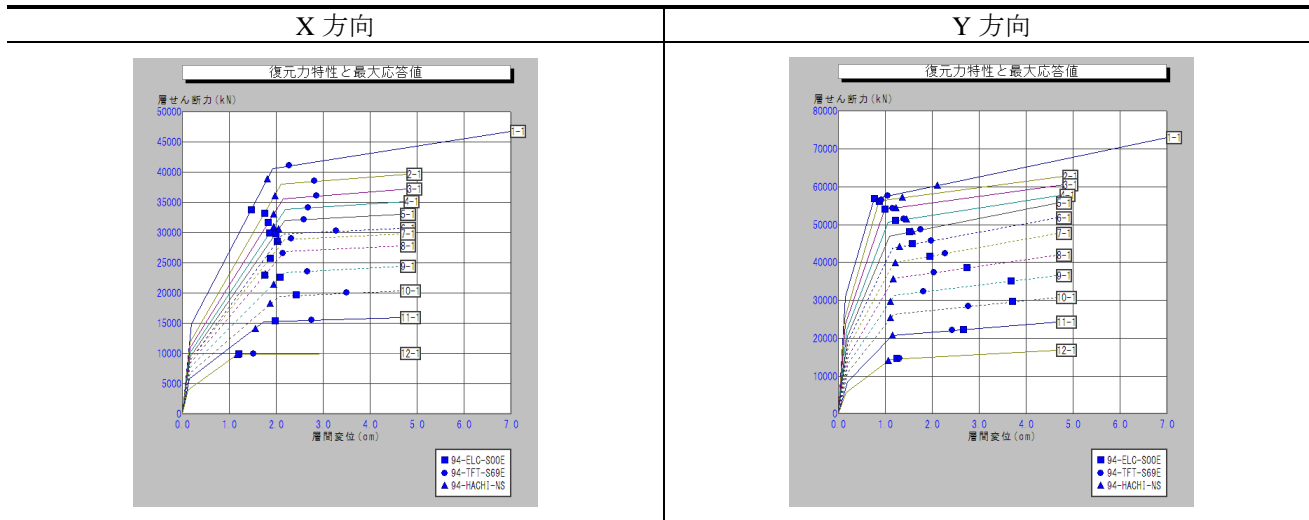 X 方向
Y 方向
復元力特性と最大応答値
層せん断力(kN)
50000
45000
40000
35000
30000
25000
20000
15000
10000
5000
0
0.0 1.0 2.0 3.0 4.0 5.0 6.0 7.0
層間変位(cm)
1-1
2-1
3-1
4-1
5-1
6-1
7-1
8-1
9-1
10-1
11-1
12-1
94-ELC-S00E
94-TFT-S69E
94-HACHI-NS
復元力特性と最大応答値
層せん断力(kN)
80000
70000
60000
50000
40000
30000
20000
10000
0
0.0 1.0 2.0 3.0 4.0 5.0 6.0 7.0
層間変位(cm)
1-1
2-1
3-1
4-1
5-1
6-1
7-1
8-1
9-1
10-1
11-1
12-1
94-ELC-S00E
94-TFT-S69E
94-HACHI-NS